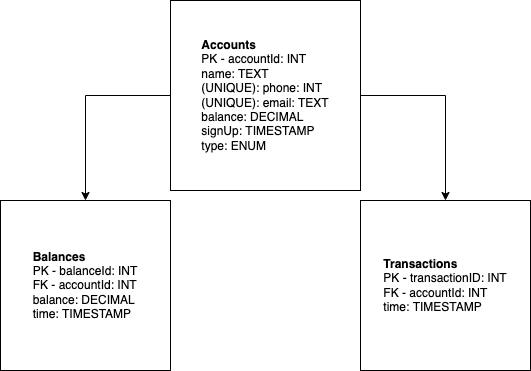 Accounts
PK - accountId: INT
name: TEXT
(UNIQUE): phone: INT
(UNIQUE): email: TEXT
balance: DECIMAL
signUp: TIMESTAMP
type: ENUM
Balances
PK - balanceId: INT
FK - accountId: INT
balance: DECIMAL
time: TIMESTAMP
Transactions
PK - transactionID: INT
FK - accountId: INT
time: TIMESTAMP